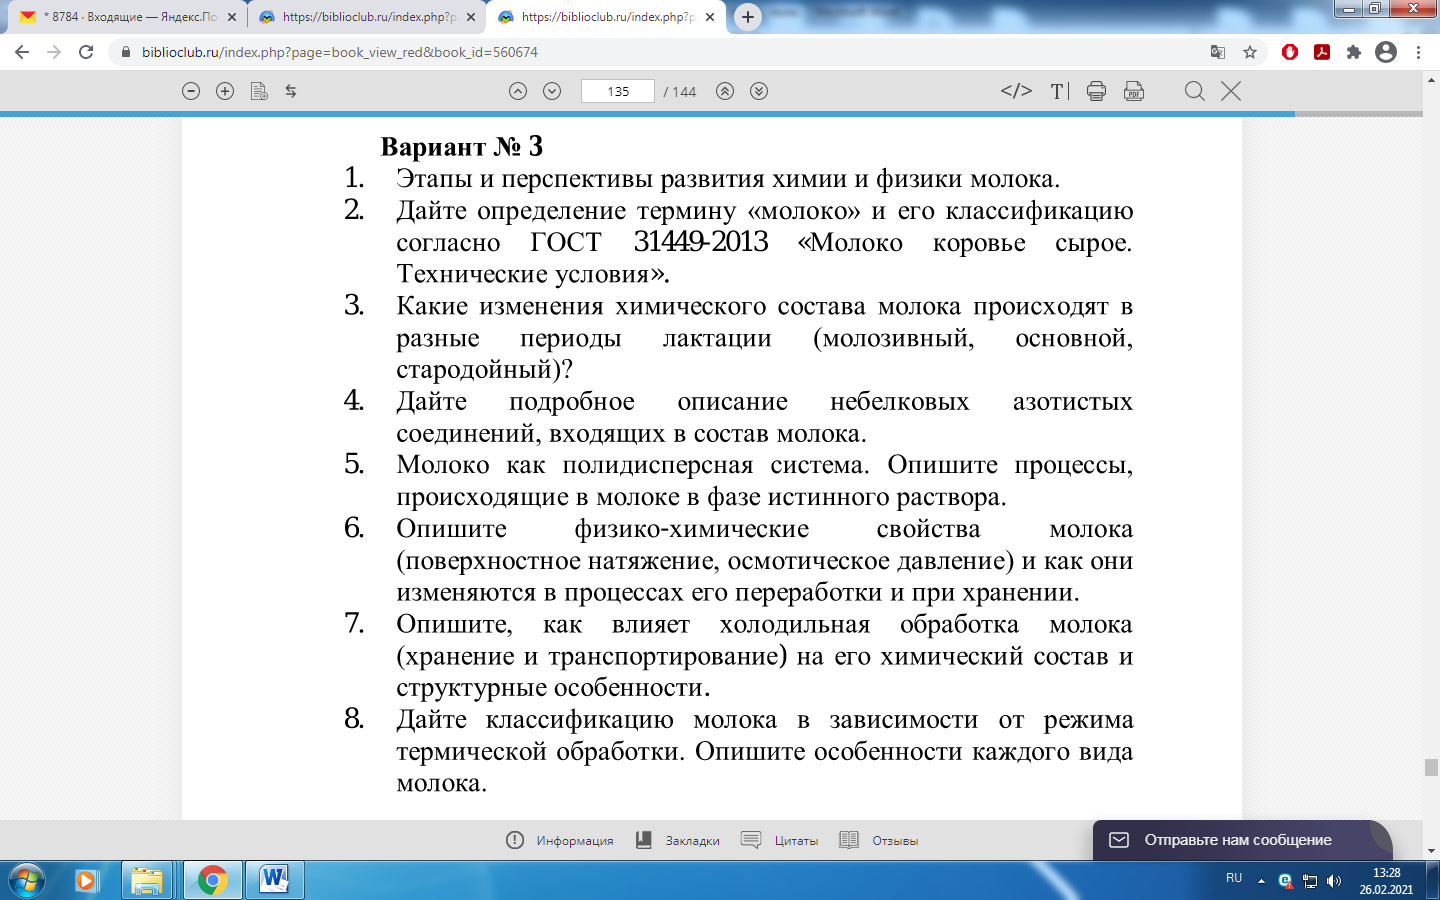 * 8784 · Входящие — Яндекс.По
https://biblioclub.ru/index.php?p
https://biblioclub.ru/index.php?p
biblioclub.ru/index.php?page=book_view_red&book_id=560674
135 / 144
</> T|
PDF
Вариант № 3
1. Этапы и перспективы развития химии и физики молока.
2. Дайте определение термину «молоко» и его классификацию
согласно ГОСТ 31449-2013 «Молоко коровье сырое.
Технические условия».
3. Какие изменения химического состава молока происходят в
разные периоды лактации (молозивный, основной,
стародойный)?
4. Дайте подробное описание небелковых азотистых
соединений, входящих в состав молока.
5. Молоко как полидисперсная система. Опишите процессы,
происходящие в молоке в фазе истинного раствора.
6. Опишите физико-химические свойства молока
(поверхностное натяжение, осмотическое давление) и как они
изменяются в процессах его переработки и при хранении.
7. Опишите, как влияет холодильная обработка молока
(хранение и транспортирование) на его химический состав и
структурные особенности.
8. Дайте классификацию молока в зависимости от режима
термической обработки. Опишите особенности каждого вида
молока.
Информация Закладки Цитаты Отзывы
Отправьте нам сообщение
RU
13:28
26.02.2021